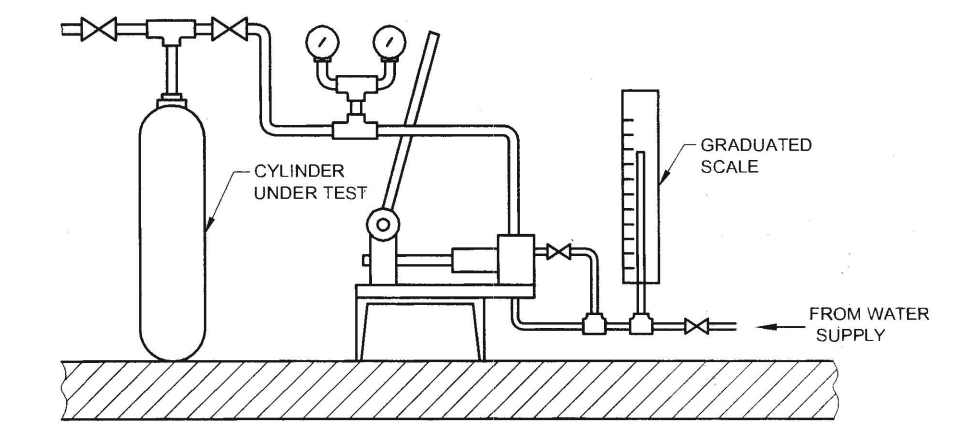 CYLINDER
UNDER TEST
GRADUATED
SCALE
FROM WATER
SUPPLY